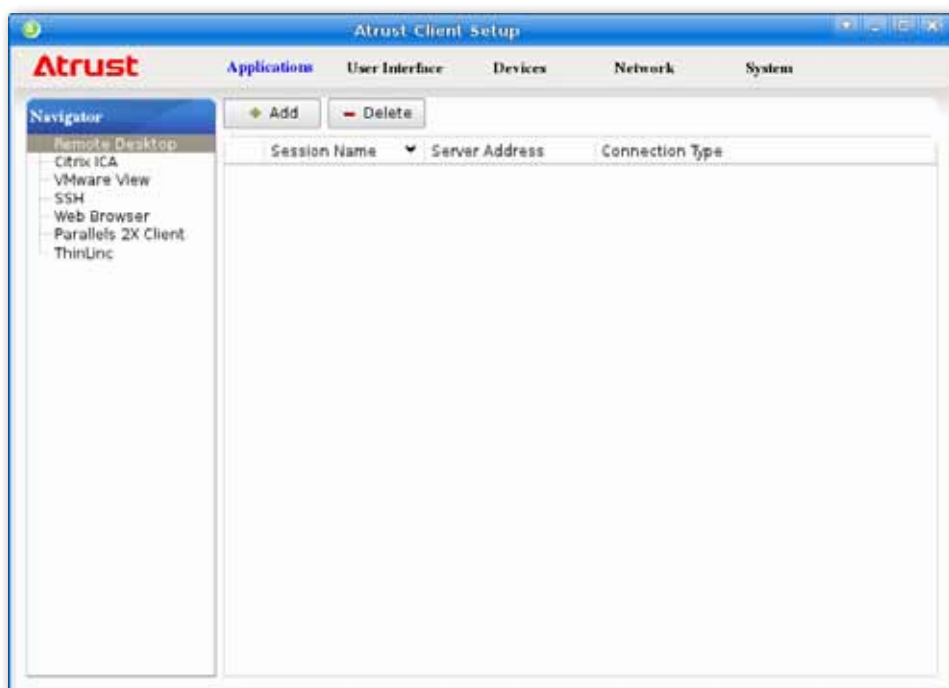 Atrust Client Setup
Atrust Applications User Interface Devices Network System
Navigator
Remote Desktop
Citrix ICA
VMware View
SSH
Web Browser
Parallels 2X Client
ThinLinc
Add Delete
Session Name Server Address Connection Type